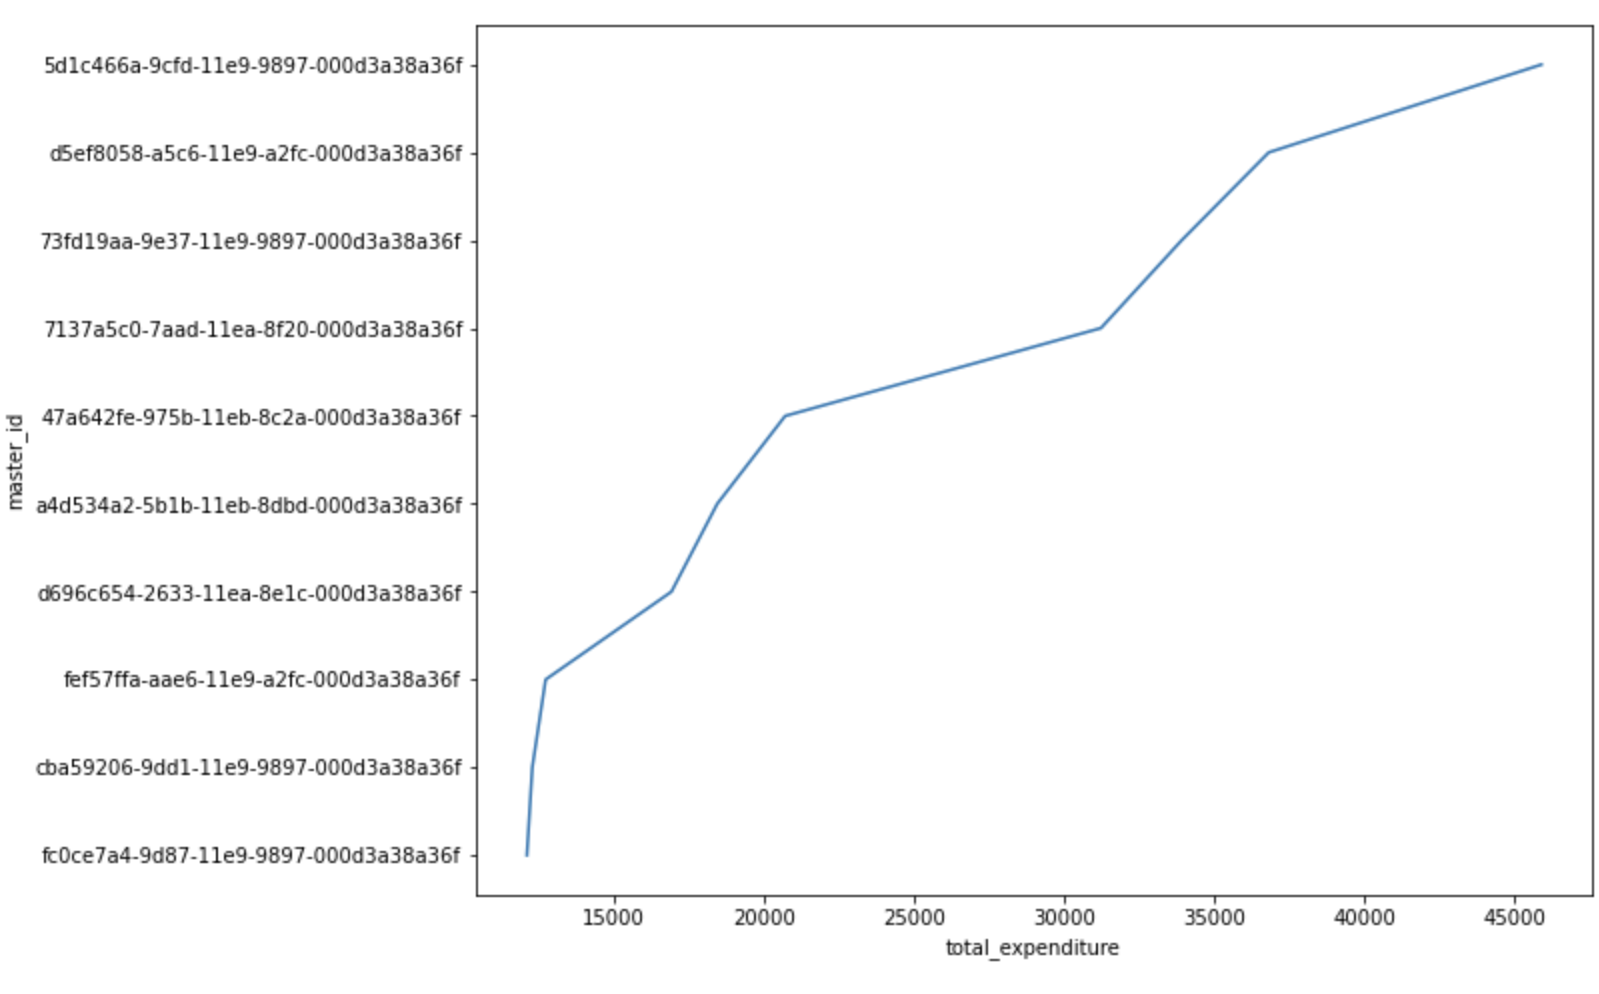 5d1c466a-9cfd-11e9-9897-000d3a38a36f
d5ef8058-a5c6-11e9-a2fc-000d3a38a36f
73fd19aa-9e37-11e9-9897-000d3a38a36f
7137a5c0-7aad-11ea-8f20-000d3a38a36f
47a642fe-975b-11eb-8c2a-000d3a38a36f
a4d534a2-5b1b-11eb-8dbd-000d3a38a36f
d696c654-2633-11ea-8e1c-000d3a38a36f
fef57ffa-aae6-11e9-a2fc-000d3a38a36f
cba59206-9dd1-11e9-9897-000d3a38a36f
fc0ce7a4-9d87-11e9-9897-000d3a38a36f
master_id
15000 20000 25000 30000 35000 40000 45000
total_expenditure